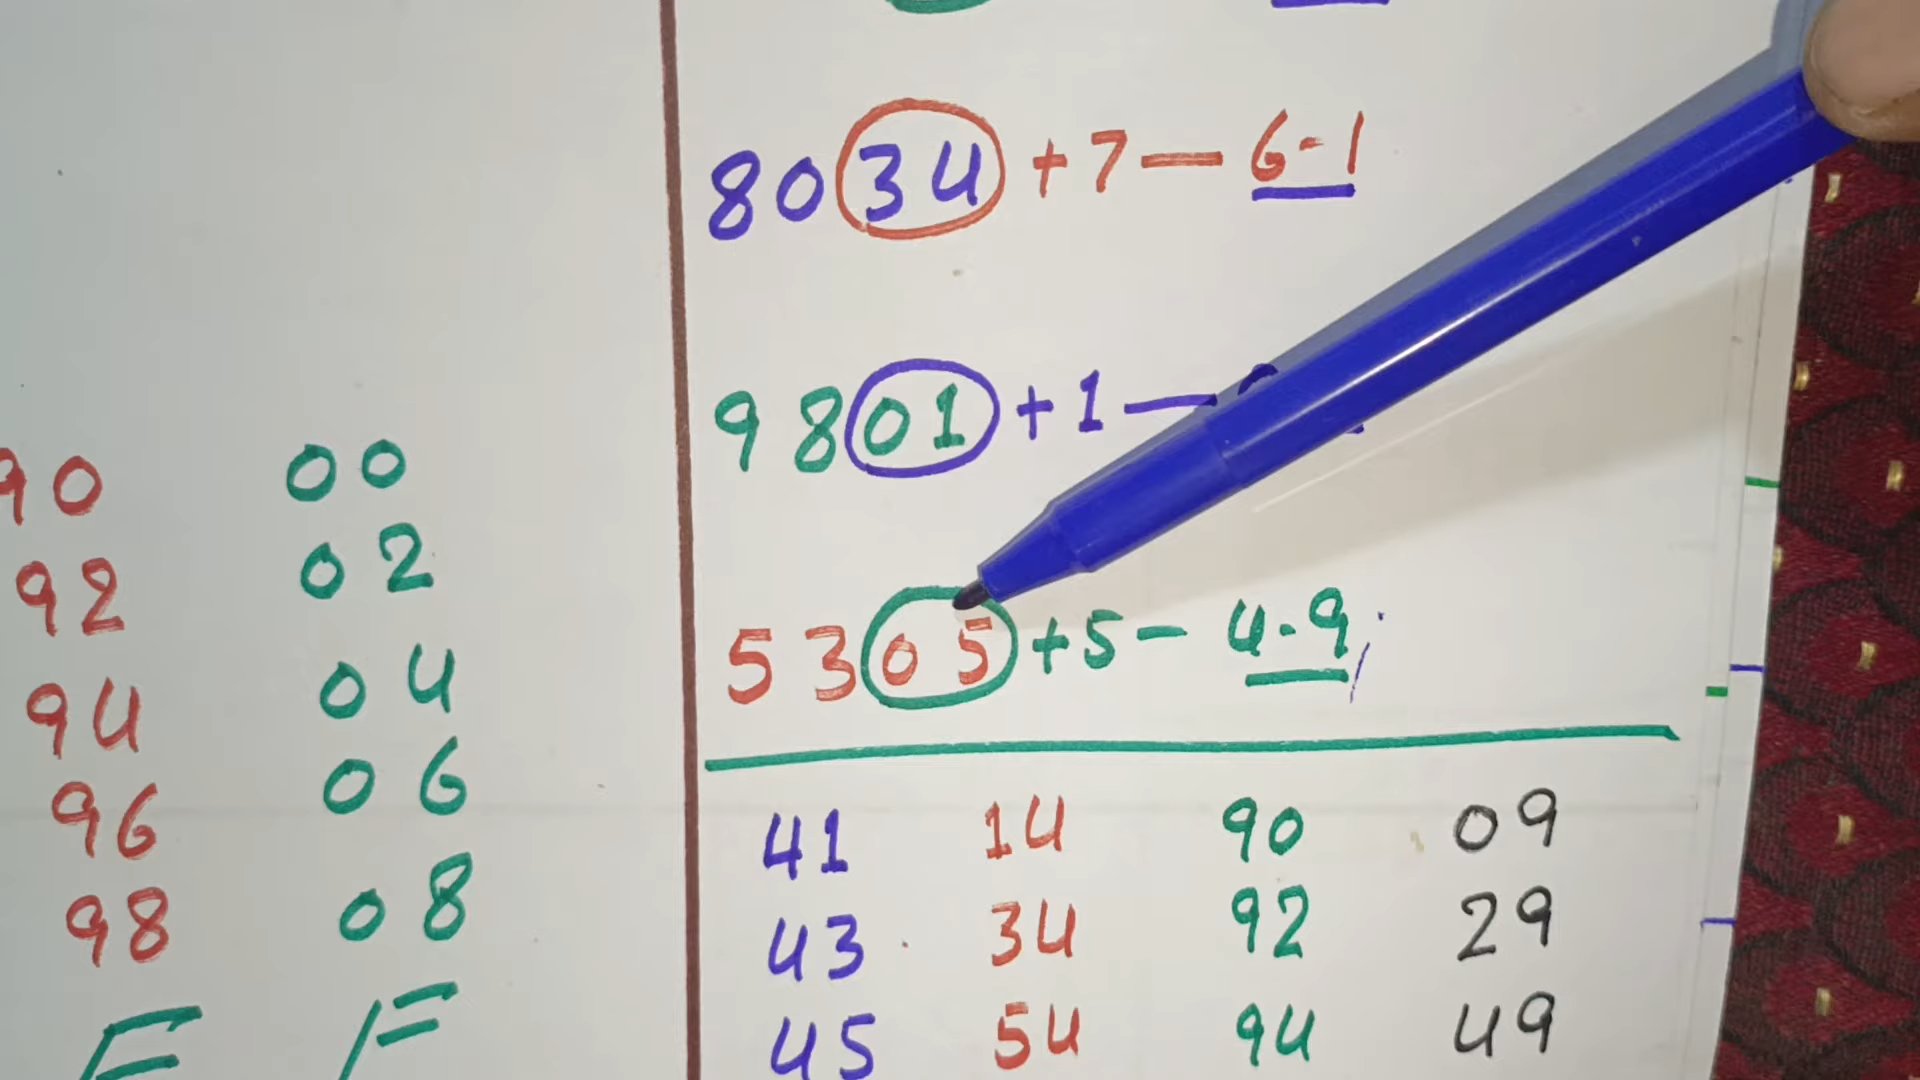 90 00
92 02
94 04
96 06
98 08
F F
8034 +7— 6-1
9801 +1—
5305 +5- 4.9
41 14 90 09
43 34 92 29
45 54 94 49